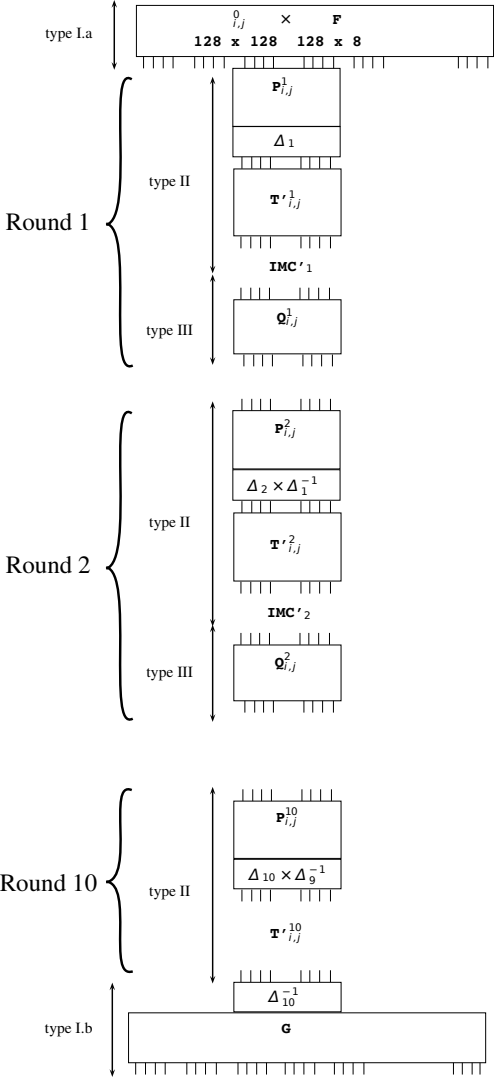 type I.a
⁰ᵢ,ⱼ × F
128 x 128 128 x 8
Round 1
type II
P¹ᵢ,ⱼ
Δ₁
T'¹ᵢ,ⱼ
IMC'₁
type III
Q¹ᵢ,ⱼ
Round 2
type II
P²ᵢ,ⱼ
Δ₂ × Δ₁⁻¹
T'²ᵢ,ⱼ
IMC'₂
type III
Q²ᵢ,ⱼ
Round 10
type II
P¹⁰ᵢ,ⱼ
Δ₁₀ × Δ₉⁻¹
T'¹⁰ᵢ,ⱼ
Δ₁₀⁻¹
type I.b
G